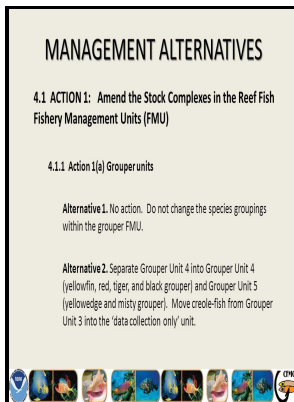 MANAGEMENT ALTERNATIVES
4.1 ACTION 1: Amend the Stock Complexes in the Reef Fish
Fishery Management Units (FMU)
4.1.1 Action 1(a) Grouper units
Alternative 1. No action. Do not change the species groupings
within the grouper FMU.
Alternative 2. Separate Grouper Unit 4 into Grouper Unit 4
(yellowfin, red, tiger, and black grouper) and Grouper Unit 5
(yellowedge and misty grouper). Move creole-fish from Grouper
Unit 3 into the 'data collection only' unit.
CFMC